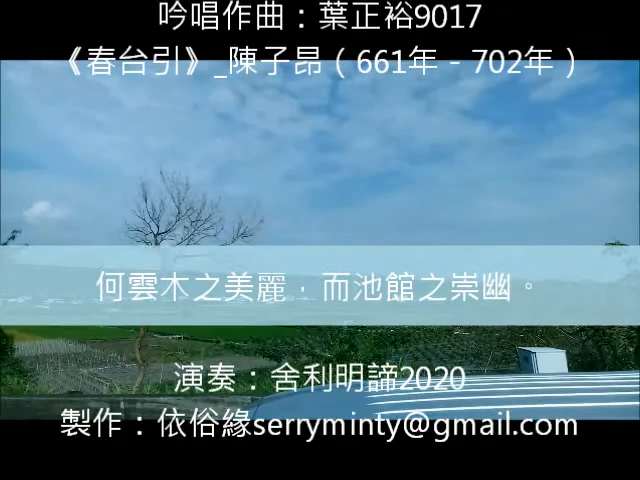 吟唱作曲：葉正裕9017
《春台引》_陳子昂（661年－702年）
何雲木之美麗，而池館之崇幽。
演奏：舍利明諦2020
製作：依俗緣serryminty@gmail.com